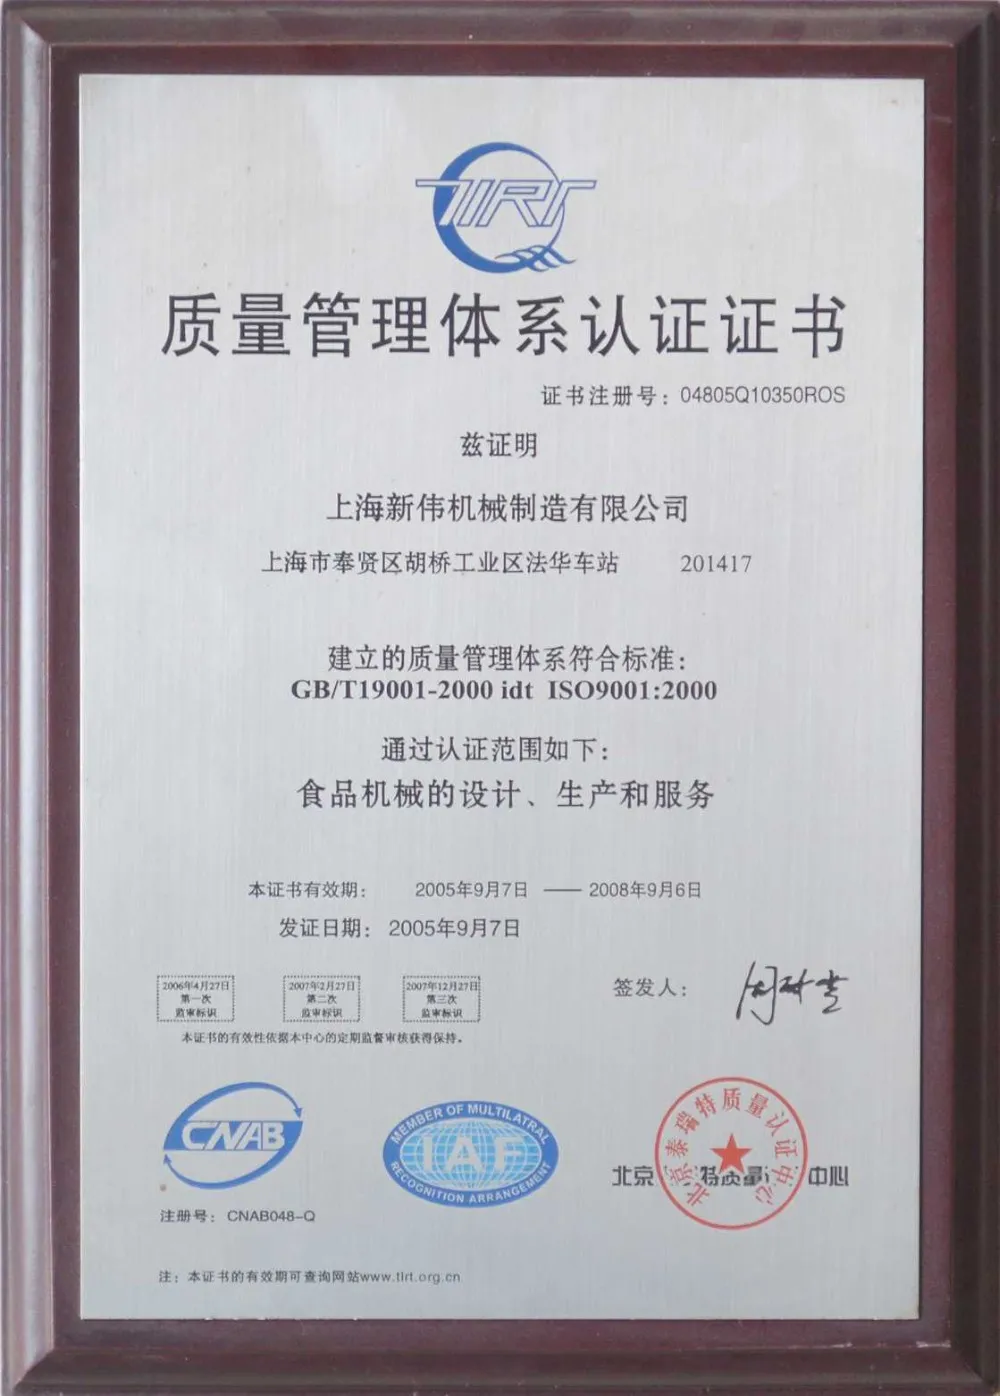 TIRT
质量管理体系认证证书
证书注册号：04805Q10350ROS
兹证明
上海新伟机械制造有限公司
上海市奉贤区胡桥工业区法华车站 201417
建立的质量管理体系符合标准：
GB/T19001-2000 idt ISO9001:2000
通过认证范围如下：
食品机械的设计、生产和服务
本证书有效期： 2005年9月7日 —— 2008年9月6日
发证日期： 2005年9月7日
2006年4月27日
第一次
监审标识
2007年2月27日
第二次
监审标识
2007年12月27日
第三次
监审标识
签发人：
本证书的有效性依据本中心的定期监督审核获得保持。
CNAB
注册号： CNAB048-Q
MEMBER OF MULTILATRAL
IAF
RECOGNITION ARRANGEMENT
北京泰瑞特质量认证中心
北京 特质量 中心
注：本证书的有效期可查询网站www.tirt.org.cn